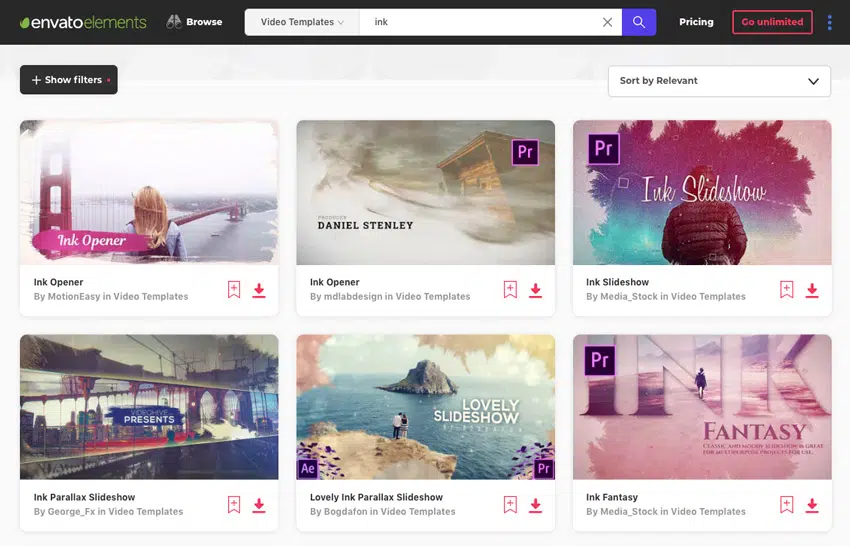 envatoelements
Browse
Video Templates
ink
Pricing
Go unlimited
Show filters
Sort by Relevant
Ink Opener
Ink Opener
By MotionEasy in Video Templates
Pr
PRODUCER
DANIEL STENLEY
Ink Opener
By mdlabdesign in Video Templates
Pr
Ink Slideshow
Ink Slideshow
By Media_Stock in Video Templates
VIDEOHIVE
PRESENTS
Ink Parallax Slideshow
By George_Fx in Video Templates
LOVELY
SLIDESHOW
BY BOGDAFON
Ae
Pr
Lovely Ink Parallax Slideshow
By Bogdafon in Video Templates
Pr
INK
FANTASY
CLASSIC AND MOODY SLIDESHOW IS GREAT
FOR MULTIPURPOSE PROJECTS FOR USE.
Ink Fantasy
By Media_Stock in Video Templates